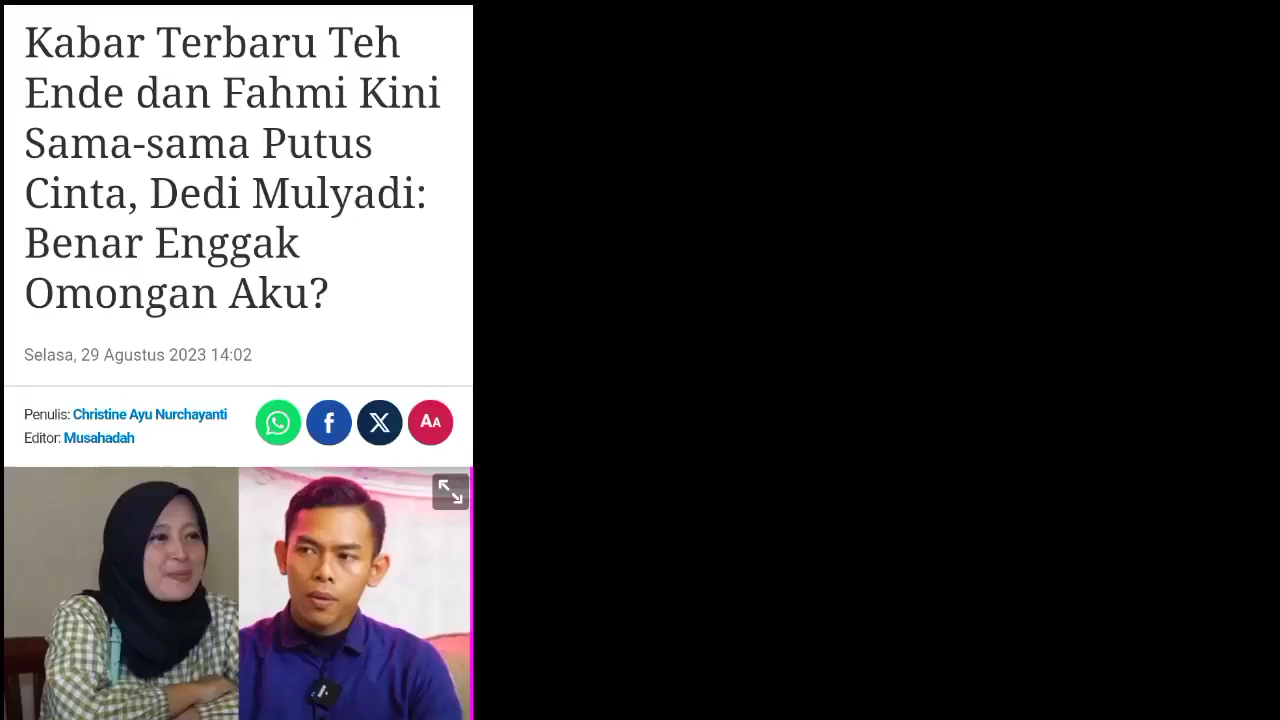 Kabar Terbaru Teh
Ende dan Fahmi Kini
Sama-sama Putus
Cinta, Dedi Mulyadi:
Benar Enggak
Omongan Aku?
Selasa, 29 Agustus 2023 14:02
Penulis: Christine Ayu Nurchayanti
Editor: Musahadah
AA